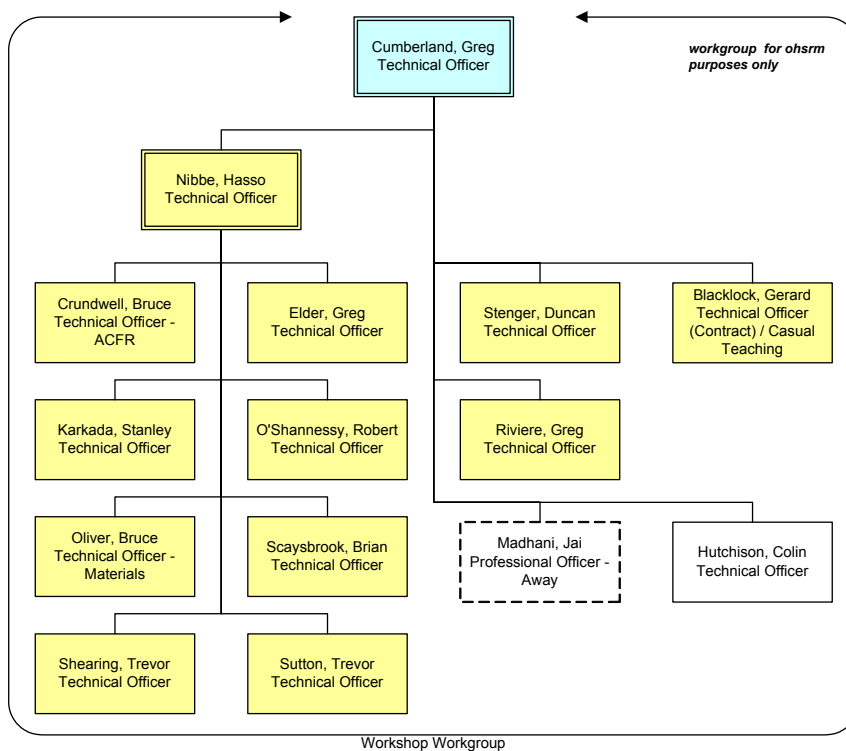 Cumberland, Greg
Technical Officer
workgroup for ohsrm
purposes only
Nibbe, Hasso
Technical Officer
Crundwell, Bruce
Technical Officer -
ACFR
Elder, Greg
Technical Officer
Stenger, Duncan
Technical Officer
Blacklock, Gerard
Technical Officer
(Contract) / Casual
Teaching
Karkada, Stanley
Technical Officer
O'Shannessy, Robert
Technical Officer
Riviere, Greg
Technical Officer
Oliver, Bruce
Technical Officer -
Materials
Scaysbrook, Brian
Technical Officer
Madhani, Jai
Professional Officer -
Away
Hutchison, Colin
Technical Officer
Shearing, Trevor
Technical Officer
Sutton, Trevor
Technical Officer
Workshop Workgroup